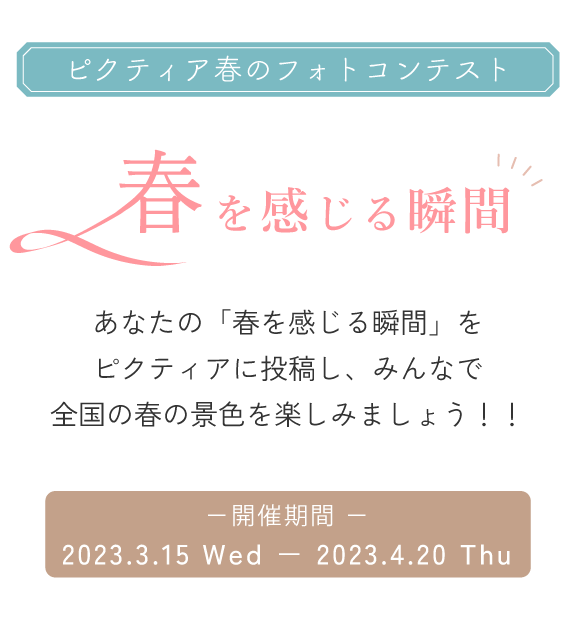 ピクティア春のフォトコンテスト
春を感じる瞬間
あなたの「春を感じる瞬間」を
ピクティアに投稿し、みんなで
全国の春の景色を楽しみましょう！！
－開催期間 －
2023.3.15 Wed － 2023.4.20 Thu